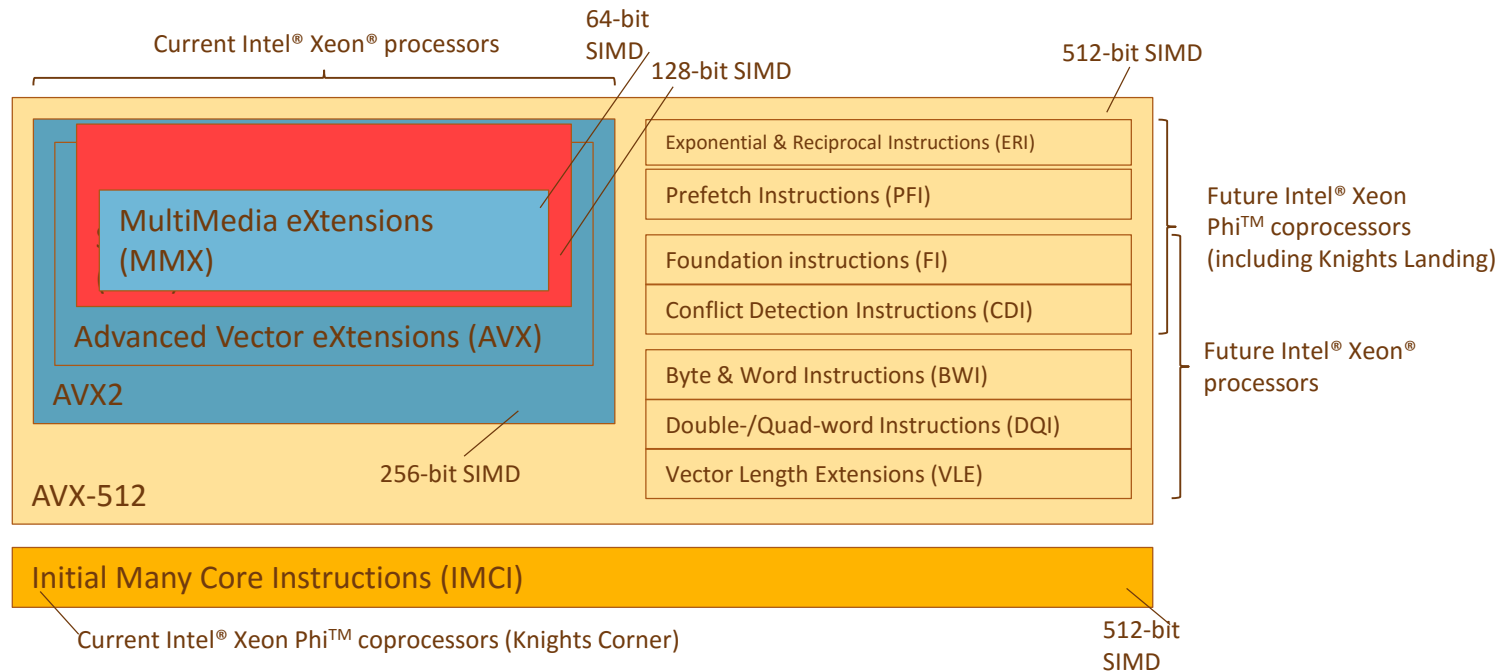 64-bit
SIMD
Current Intel® Xeon® processors
128-bit SIMD
512-bit SIMD
Exponential & Reciprocal Instructions (ERI)
Prefetch Instructions (PFI)
Foundation instructions (FI)
Conflict Detection Instructions (CDI)
Byte & Word Instructions (BWI)
Double-/Quad-word Instructions (DQI)
Vector Length Extensions (VLE)
Future Intel® Xeon
Phi™ coprocessors
(including Knights Landing)
Future Intel® Xeon®
processors
MultiMedia eXtensions
(MMX)
Advanced Vector eXtensions (AVX)
AVX2
256-bit SIMD
AVX-512
Initial Many Core Instructions (IMCI)
Current Intel® Xeon Phi™ coprocessors (Knights Corner)
512-bit
SIMD